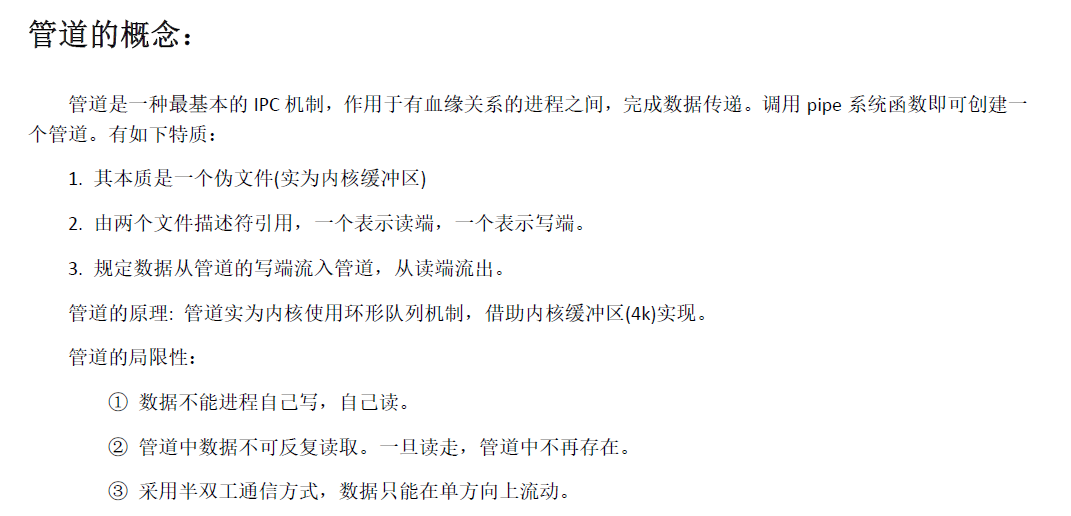 管道的概念：
管道是一种最基本的 IPC 机制，作用于有血缘关系的进程之间，完成数据传递。调用 pipe 系统函数即可创建一
个管道。有如下特质：
1. 其本质是一个伪文件(实为内核缓冲区)
2. 由两个文件描述符引用，一个表示读端，一个表示写端。
3. 规定数据从管道的写端流入管道，从读端流出。
管道的原理: 管道实为内核使用环形队列机制，借助内核缓冲区(4k)实现。
管道的局限性：
① 数据不能进程自己写，自己读。
② 管道中数据不可反复读取。一旦读走，管道中不再存在。
③ 采用半双工通信方式，数据只能在单方向上流动。